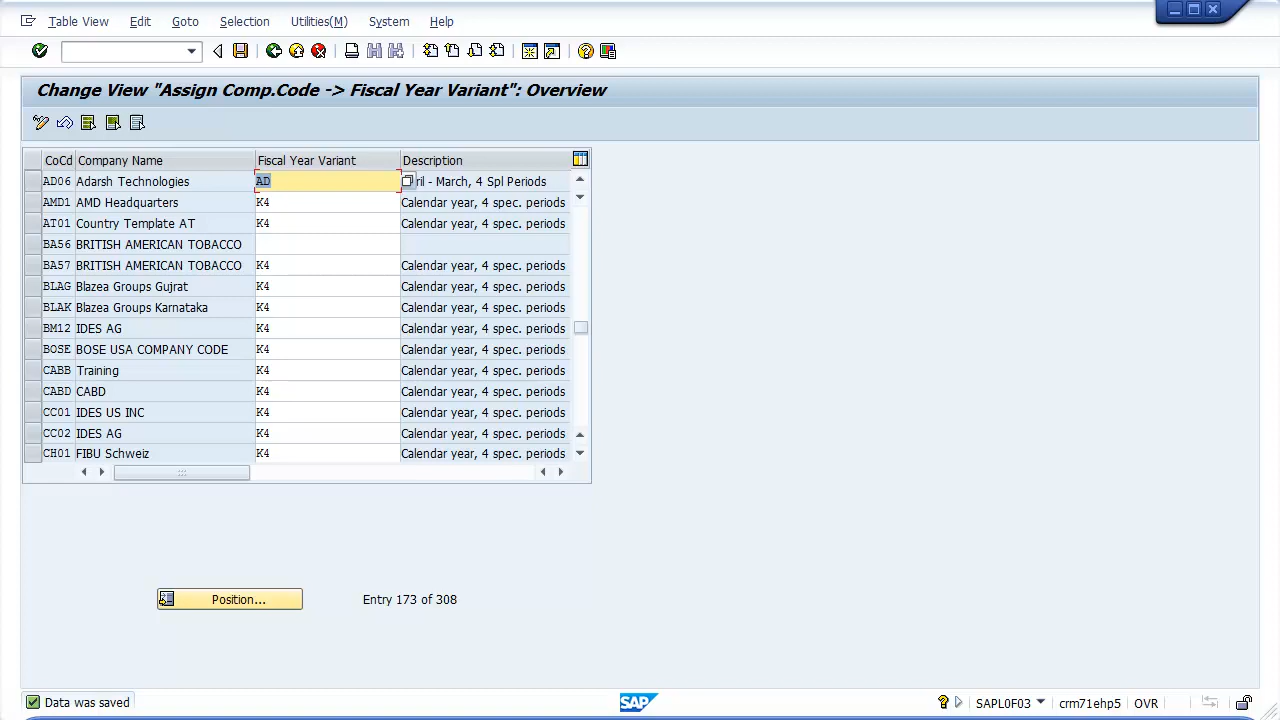 Table View Edit Goto Selection Utilities(M) System Help
Change View "Assign Comp.Code -> Fiscal Year Variant": Overview
CoCd Company Name Fiscal Year Variant Description
AD06 Adarsh Technologies AD ril - March, 4 Spl Periods
AMD1 AMD Headquarters K4 Calendar year, 4 spec. periods
AT01 Country Template AT K4 Calendar year, 4 spec. periods
BA56 BRITISH AMERICAN TOBACCO
BA57 BRITISH AMERICAN TOBACCO K4 Calendar year, 4 spec. periods
BLAG Blazea Groups Gujrat K4 Calendar year, 4 spec. periods
BLAK Blazea Groups Karnataka K4 Calendar year, 4 spec. periods
BM12 IDES AG K4 Calendar year, 4 spec. periods
BOSE BOSE USA COMPANY CODE K4 Calendar year, 4 spec. periods
CABB Training K4 Calendar year, 4 spec. periods
CABD CABD K4 Calendar year, 4 spec. periods
CC01 IDES US INC K4 Calendar year, 4 spec. periods
CC02 IDES AG K4 Calendar year, 4 spec. periods
CH01 FIBU Schweiz K4 Calendar year, 4 spec. periods
Position... Entry 173 of 308
Data was saved SAP SAPL0F03 OVR